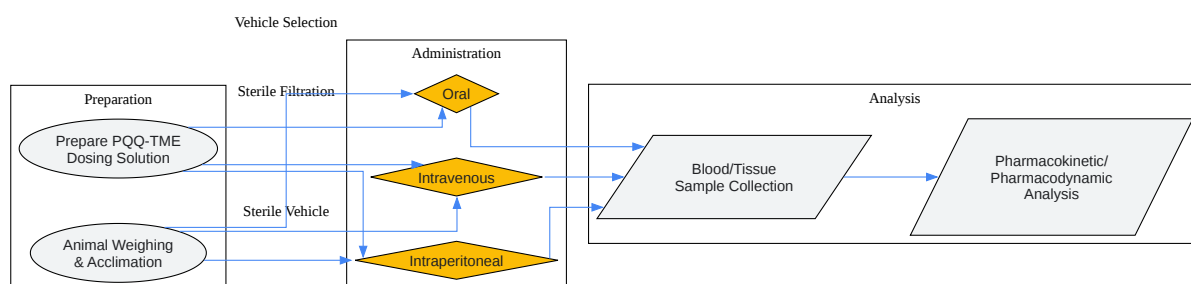 Vehicle Selection
Preparation
Prepare PQQ-TME
Dosing Solution
Animal Weighing
& Acclimation
Sterile Filtration
Sterile Vehicle
Administration
Oral
Intravenous
Intraperitoneal
Analysis
Blood/Tissue
Sample Collection
Pharmacokinetic/
Pharmacodynamic
Analysis